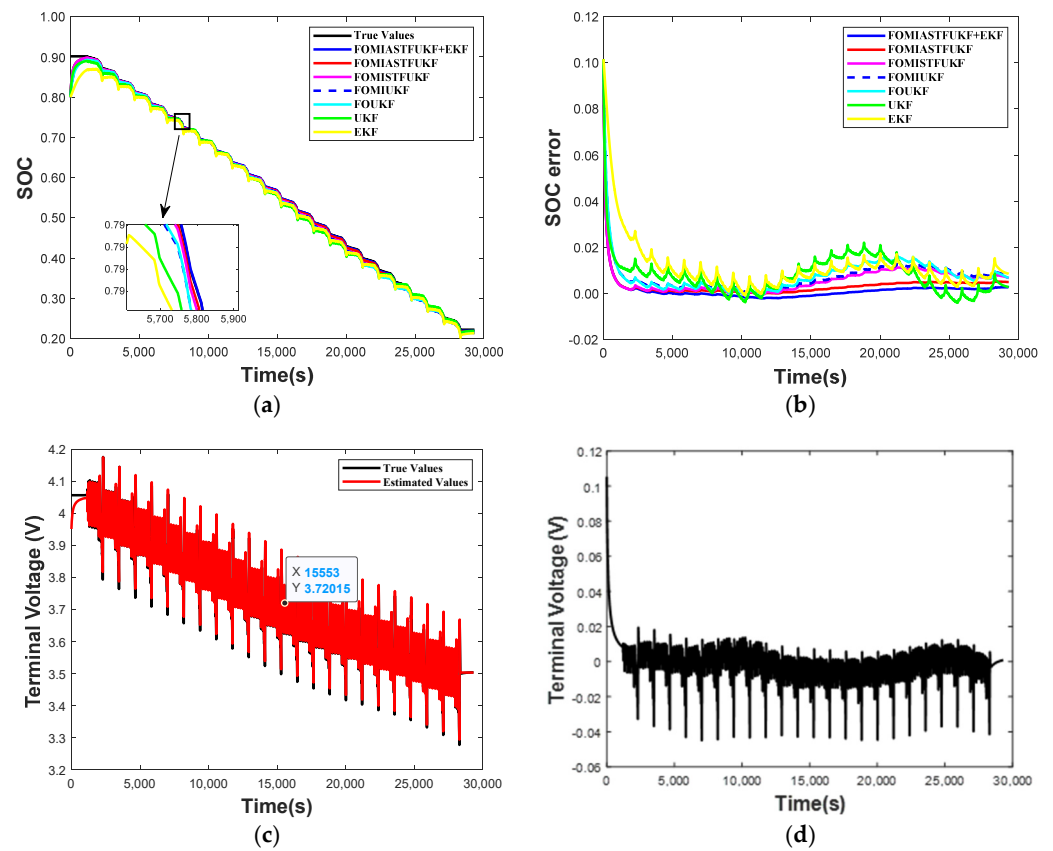 1.00
0.90
0.80
0.70
0.60
0.50
0.40
0.30
0.20
SOC
True Values
FOMIASTFUKF+EKF
FOMIASTFUKF
FOMISTFUKF
FOMIUKF
FOUKF
UKF
EKF
0.79
0.79
0.79
0.79
5,700 5,800 5,900
0 5,000 10,000 15,000 20,000 25,000 30,000
Time(s)
(a)
0.12
0.10
0.08
0.06
0.04
0.02
0.00
-0.02
SOC error
FOMIASTFUKF+EKF
FOMIASTFUKF
FOMISTFUKF
FOMIUKF
FOUKF
UKF
EKF
0 5,000 10,000 15,000 20,000 25,000 30,000
Time(s)
(b)
4.2
4.1
4
3.9
3.8
3.7
3.6
3.5
3.4
3.3
3.2
Terminal Voltage (V)
True Values
Estimated Values
X 15553
Y 3.72015
0 5,000 10,000 15,000 20,000 25,000 30,000
Time(s)
(c)
0.12
0.1
0.08
0.06
0.04
0.02
0
-0.02
-0.04
-0.06
Terminal Voltage (V)
0 5,000 10,000 15,000 20,000 25,000 30,000
Time(s)
(d)